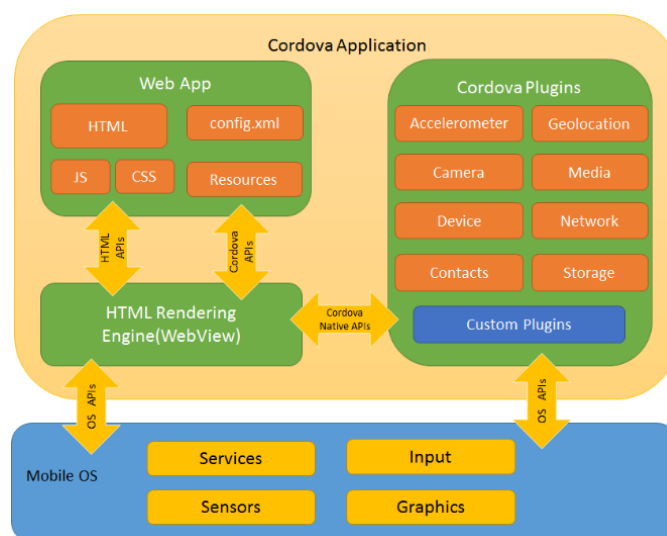 Cordova Application
Web App
HTML
config.xml
JS
CSS
Resources
HTML
APIs
Cordova
APIs
HTML Rendering
Engine(WebView)
Cordova
Native APIs
Cordova Plugins
Accelerometer
Geolocation
Camera
Media
Device
Network
Contacts
Storage
Custom Plugins
OS APIs
OS APIs
Mobile OS
Services
Input
Sensors
Graphics